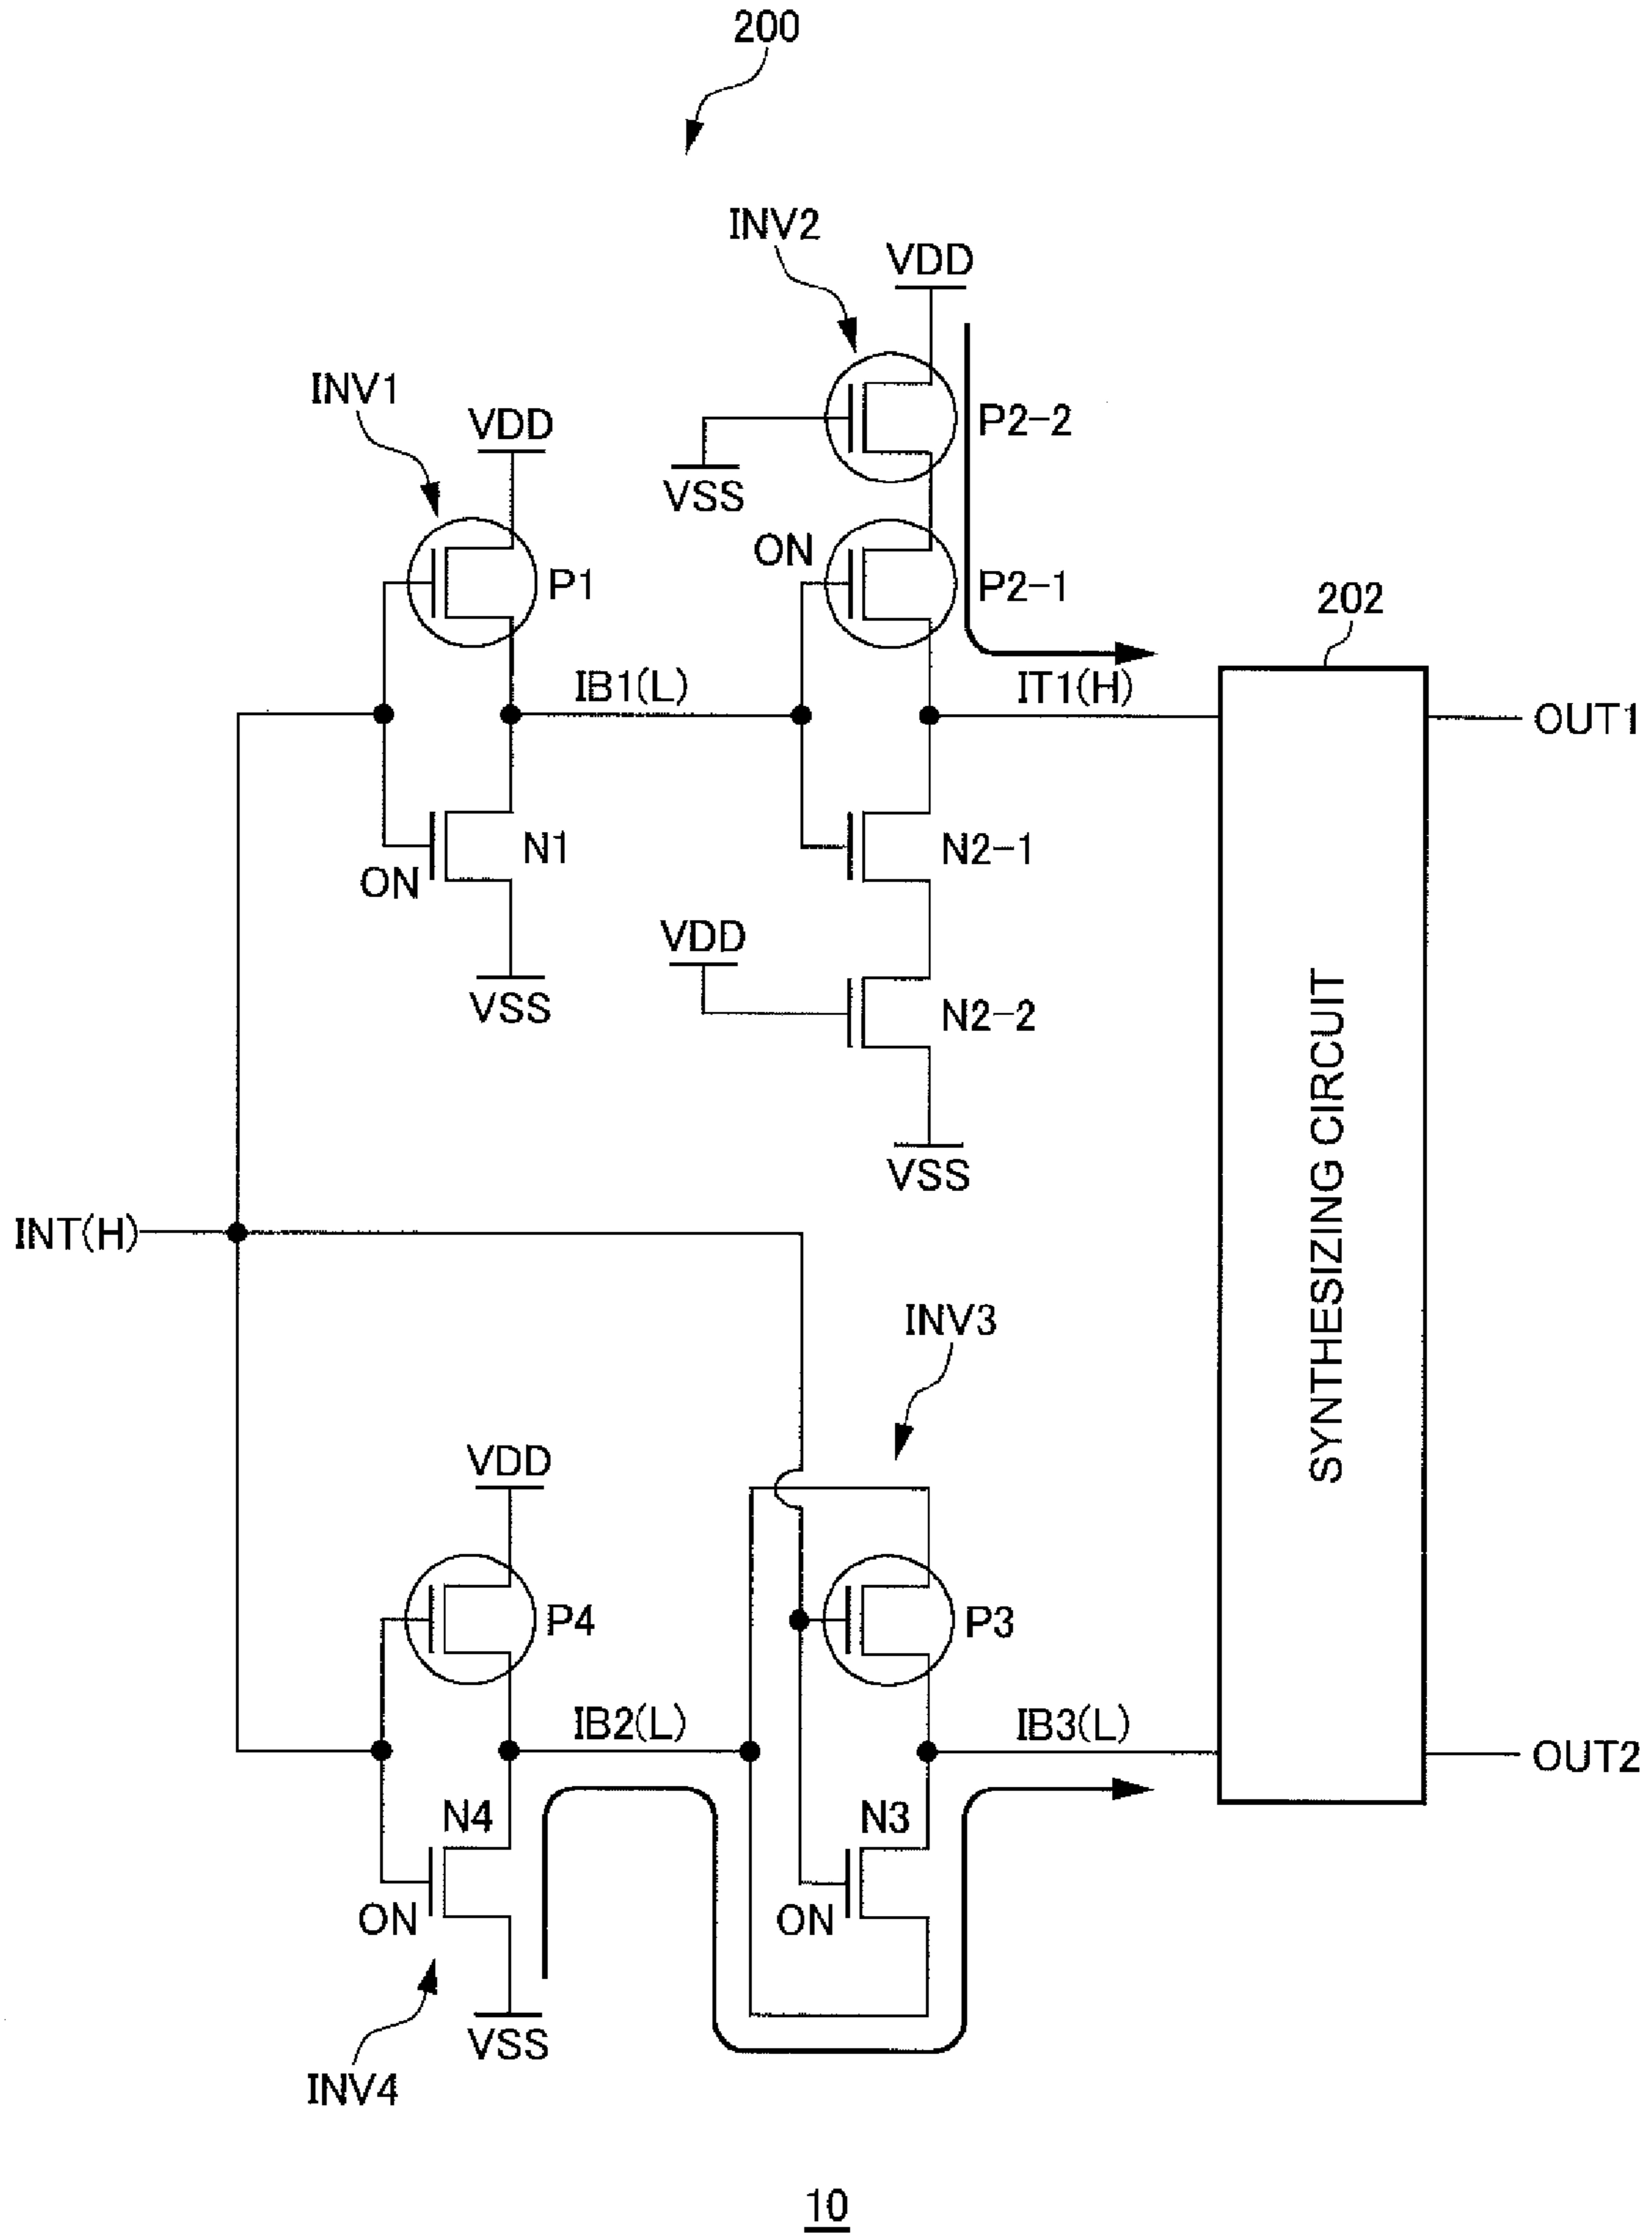 200
INV2
VDD
INV1
VDD
P2-2
VSS
ON
P1
P2-1
202
IB1(L)
IT1(H)
OUT1
N1
N2-1
ON
VDD
VSS
N2-2
VSS
SYNTHESIZING CIRCUIT
INT(H)
INV3
VDD
P4
P3
IB2(L)
IB3(L)
OUT2
N4
N3
ON
ON
VSS
INV4
10